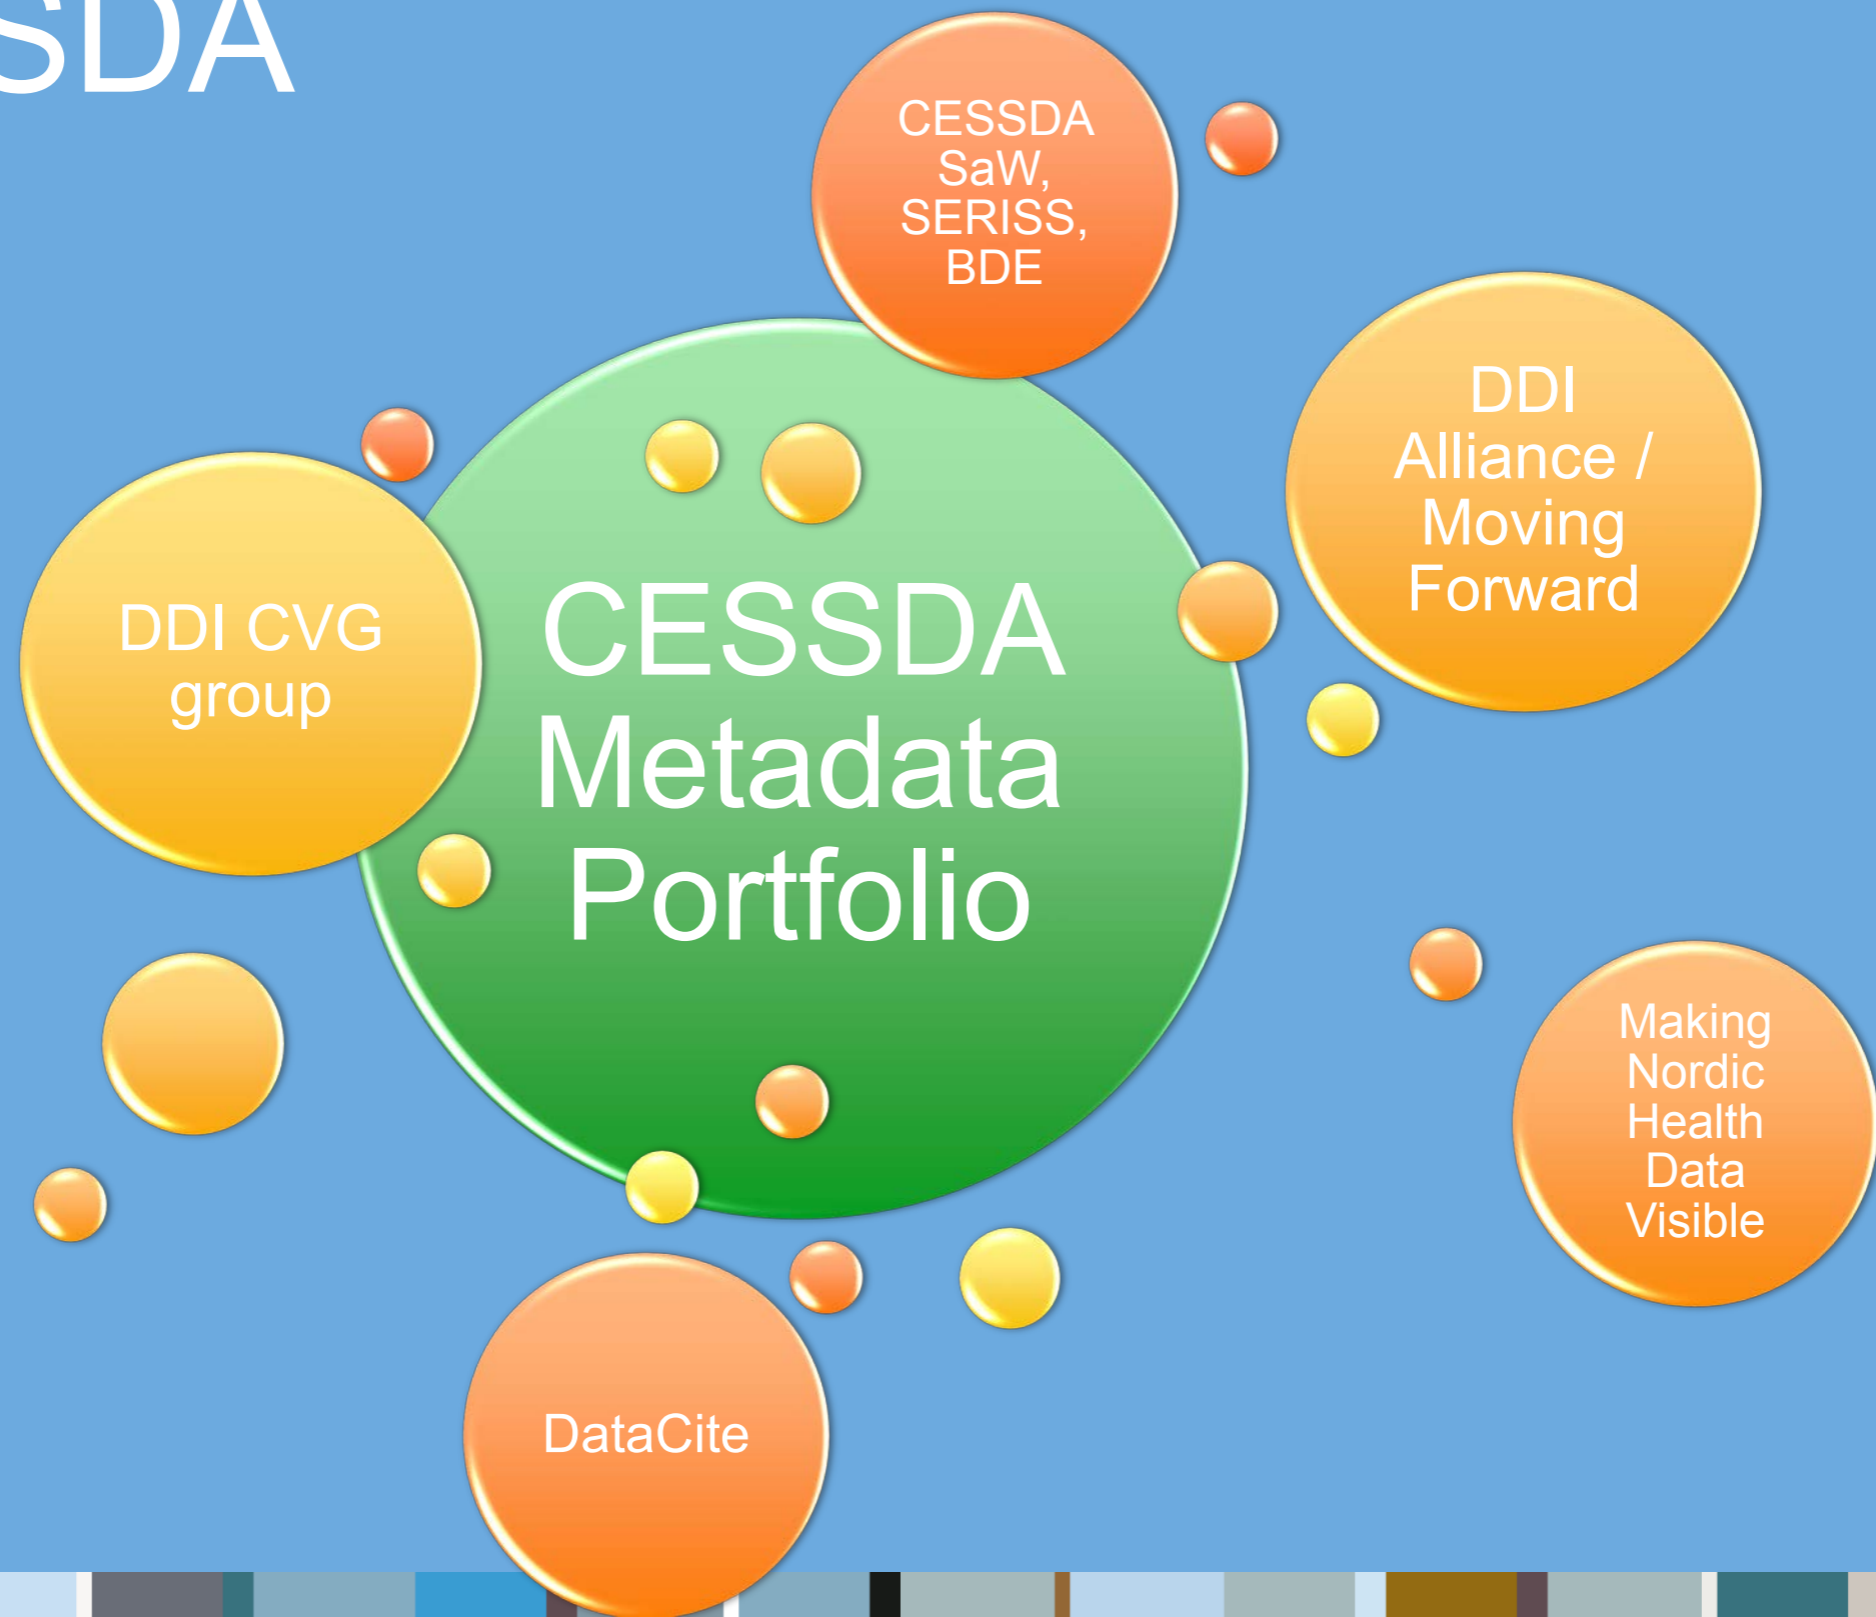 SDA
CESSDA
SaW,
SERISS,
BDE
DDI
Alliance /
Moving
Forward
DDI CVG
group
CESSDA
Metadata
Portfolio
Making
Nordic
Health
Data
Visible
DataCite